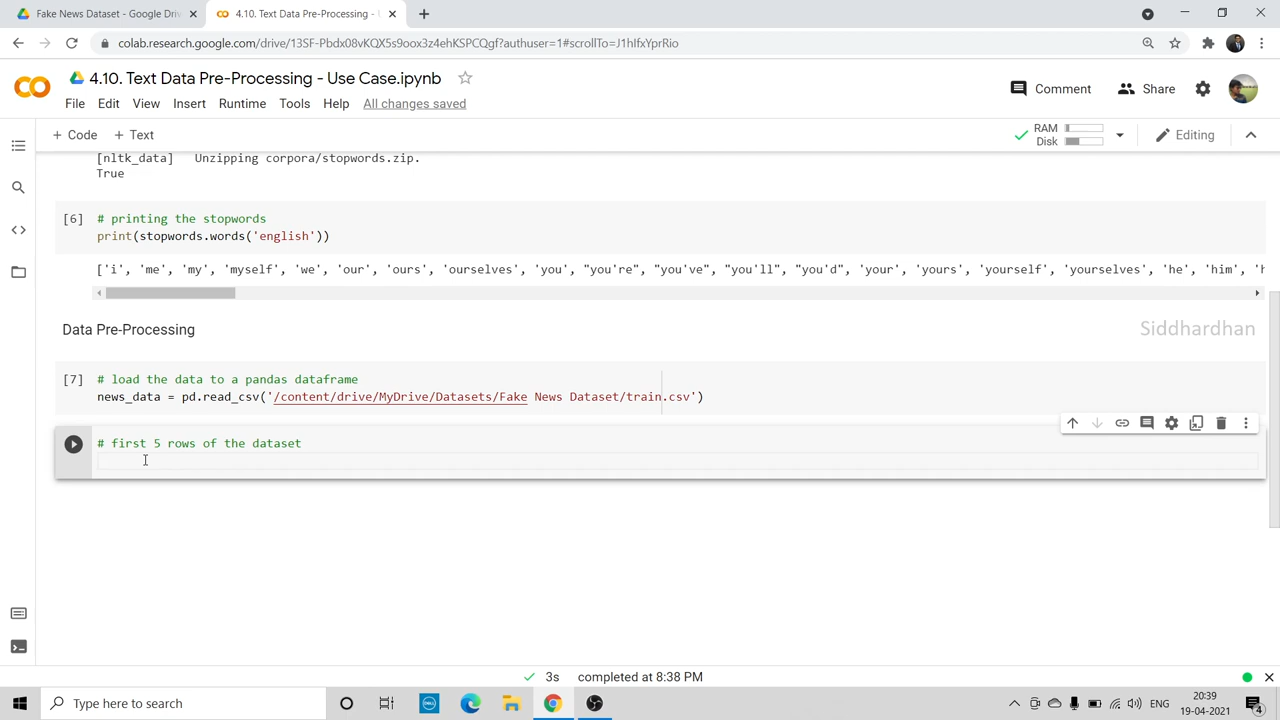 Fake News Dataset - Google Driv
4.10. Text Data Pre-Processing -
colab.research.google.com/drive/13SF-Pbdx08vKQX5s9oox3z4ehKSPCQgf?authuser=1#scrollTo=J1hIfxYprRio
4.10. Text Data Pre-Processing - Use Case.ipynb
Comment
Share
File Edit View Insert Runtime Tools Help All changes saved
+ Code + Text
RAM
Disk
Editing
[nltk_data]   Unzipping corpora/stopwords.zip.
True
[6] # printing the stopwords
print(stopwords.words('english'))
['i', 'me', 'my', 'myself', 'we', 'our', 'ours', 'ourselves', 'you', "you're", "you've", "you'll", "you'd", 'your', 'yours', 'yourself', 'yourselves', 'he', 'him', 'h
Data Pre-Processing
Siddhardhan
[7] # load the data to a pandas dataframe
news_data = pd.read_csv('/content/drive/MyDrive/Datasets/Fake News Dataset/train.csv')
# first 5 rows of the dataset
3s completed at 8:38 PM
Type here to search
DELL
ENG
20:39
19-04-2021
4